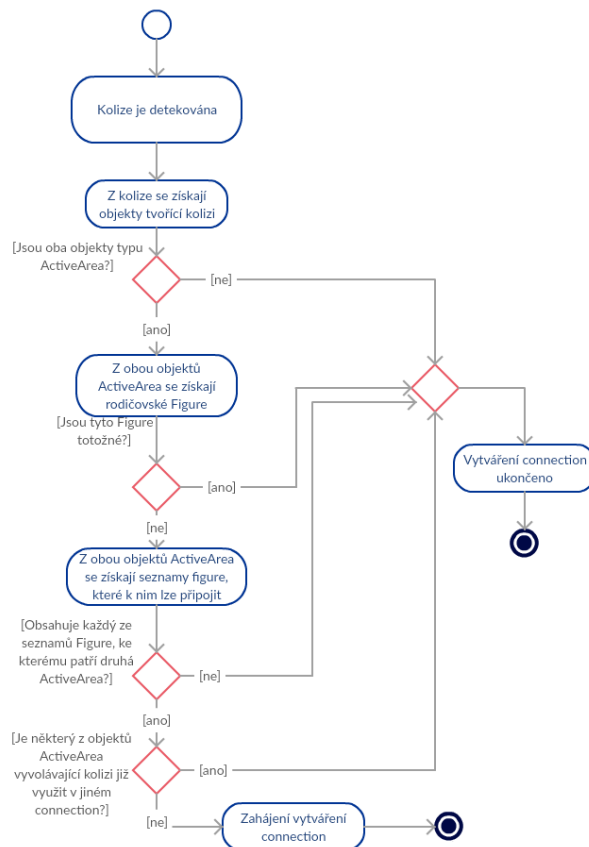 Kolize je detekována
Z kolize se získají
objekty tvořící kolizi
[Jsou oba objekty typu
ActiveArea?]
[ne]
[ano]
Z obou objektů
ActiveArea se získají
rodičovské Figure
[Jsou tyto Figure
totožné?]
[ano]
[ne]
Vytváření connection
ukončeno
Z obou objektů ActiveArea
se získají seznamy figure,
které k nim lze připojit
[Obsahuje každý ze
seznamů Figure, ke
kterému patří druhá
ActiveArea?]
[ne]
[ano]
[Je některý z objektů
ActiveArea
vyvolávající kolizi již
využit v jiném
connection?]
[ano]
[ne]
Zahájení vytváření
connection